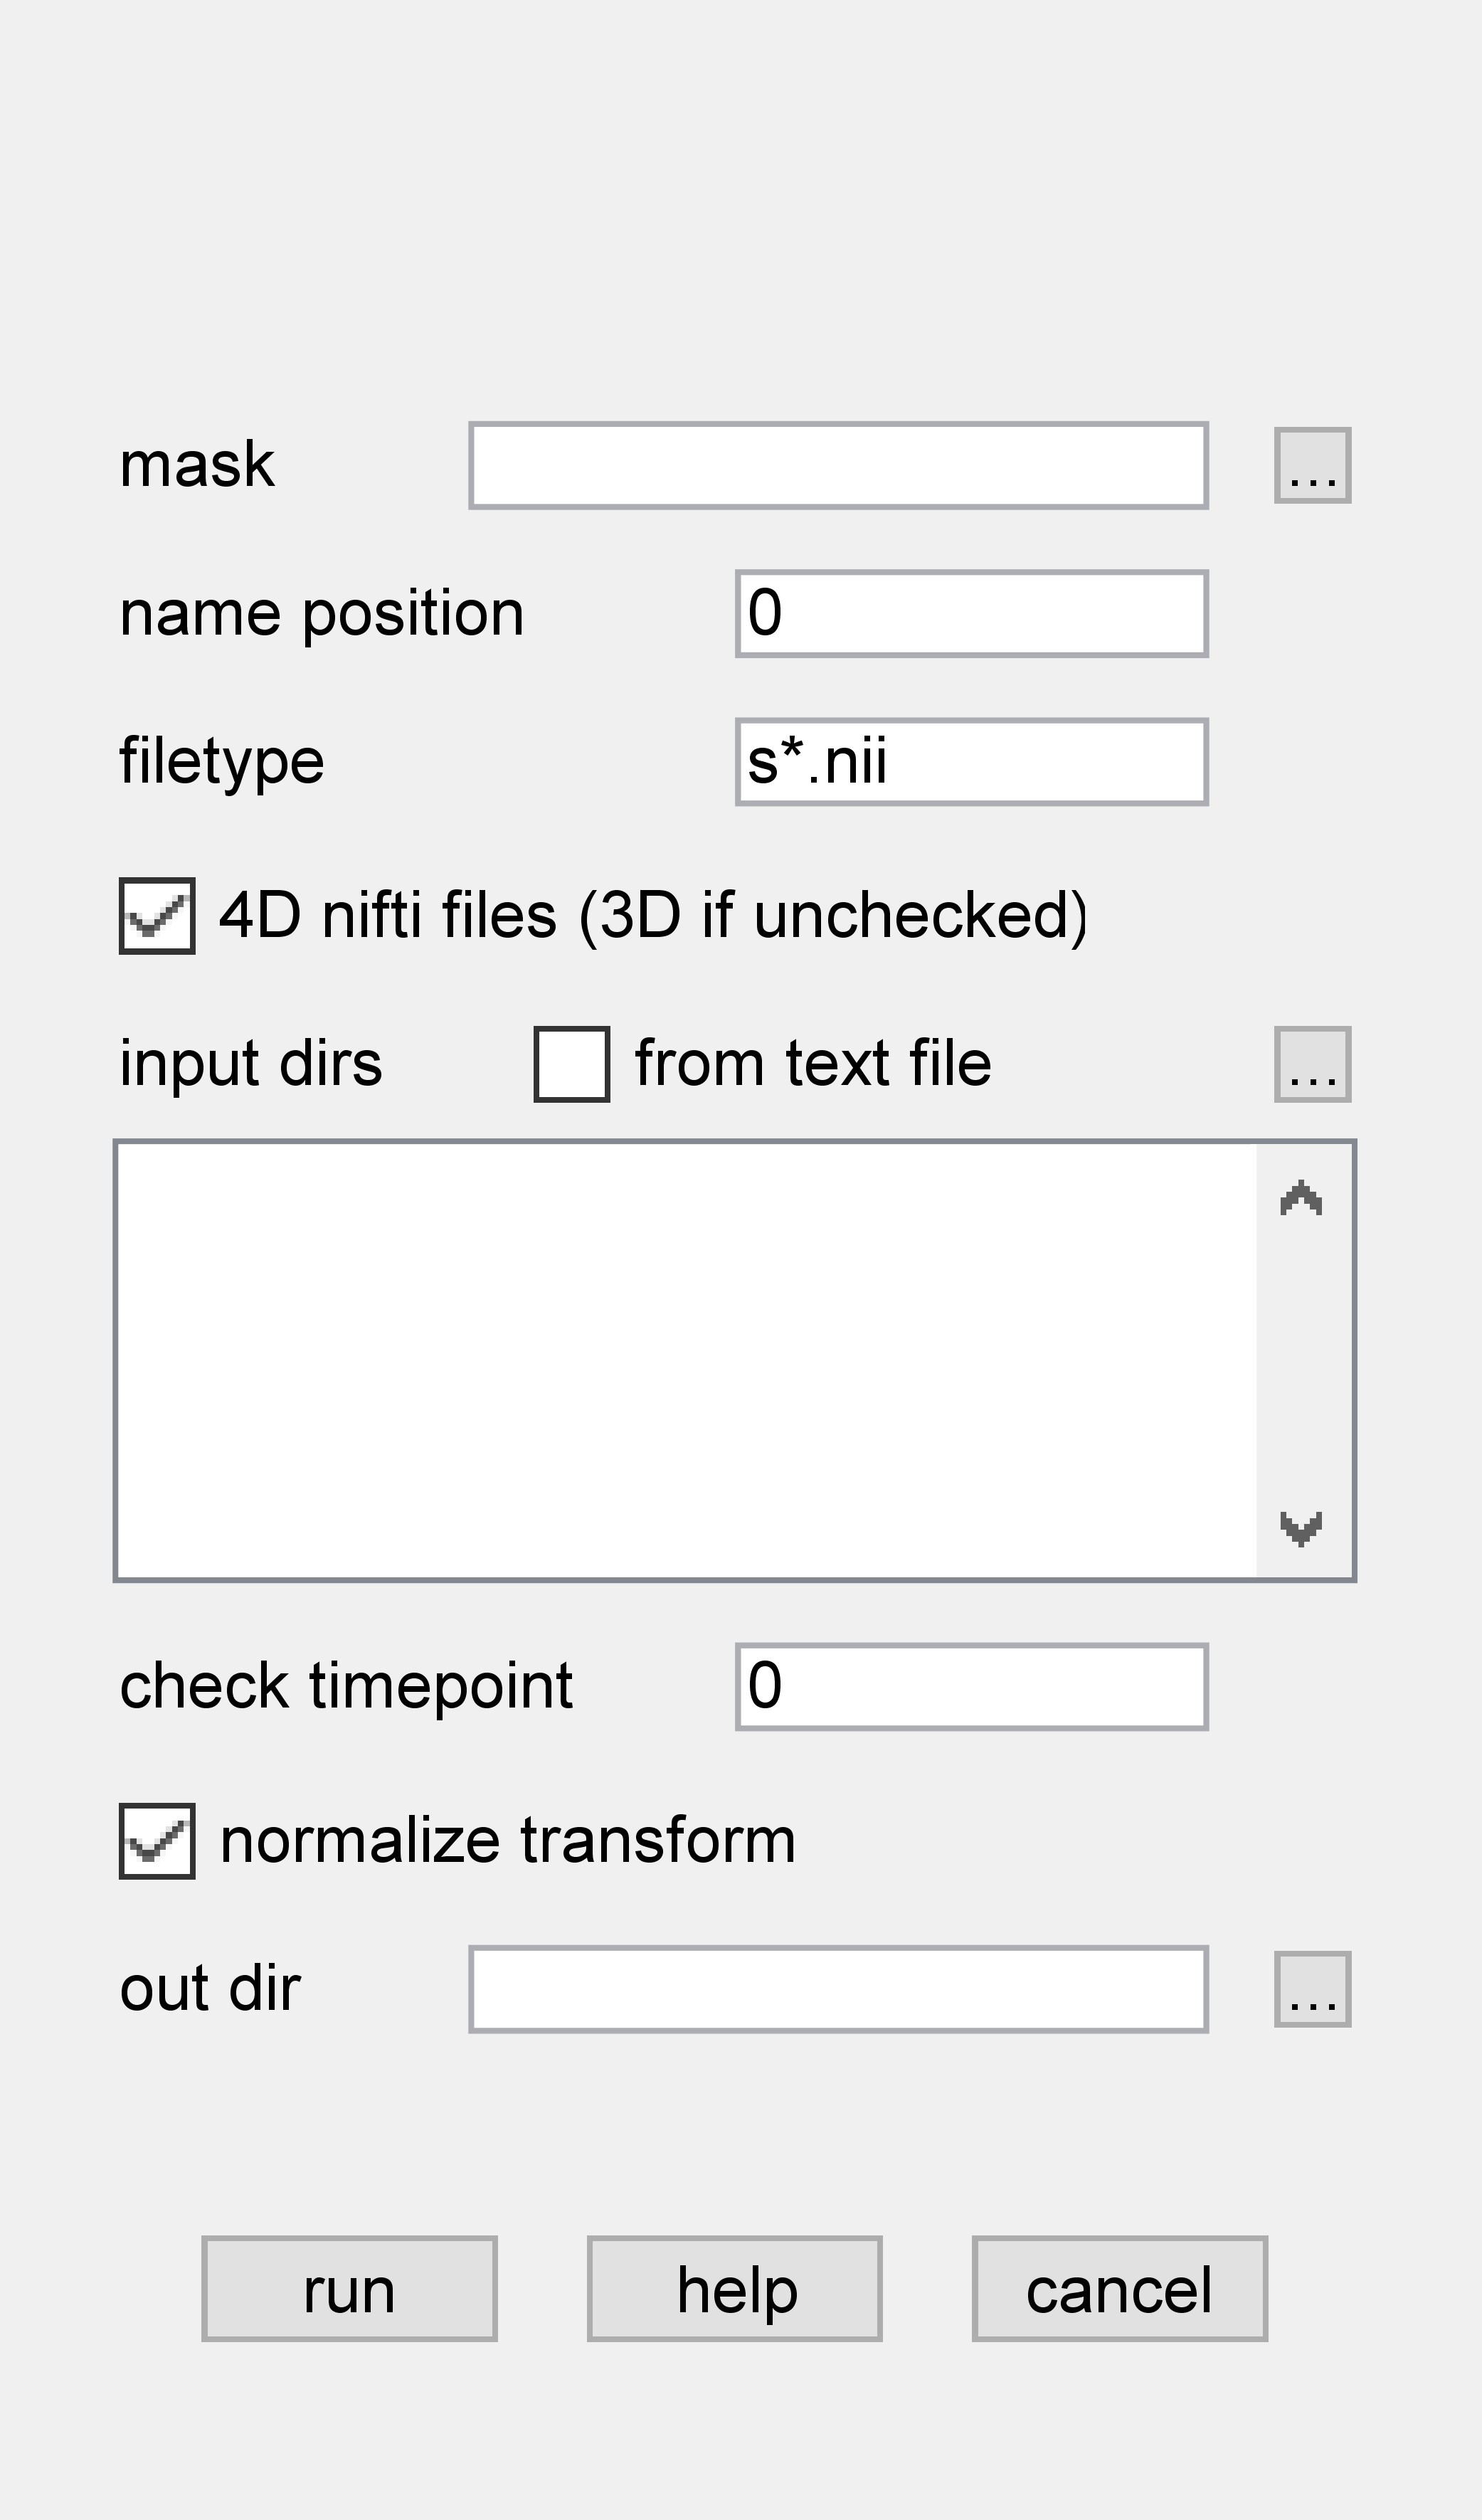 mask ...
name position 0
filetype s*.nii
4D nifti files (3D if unchecked)
input dirs from text file ...
check timepoint 0
normalize transform
out dir ...
run help cancel